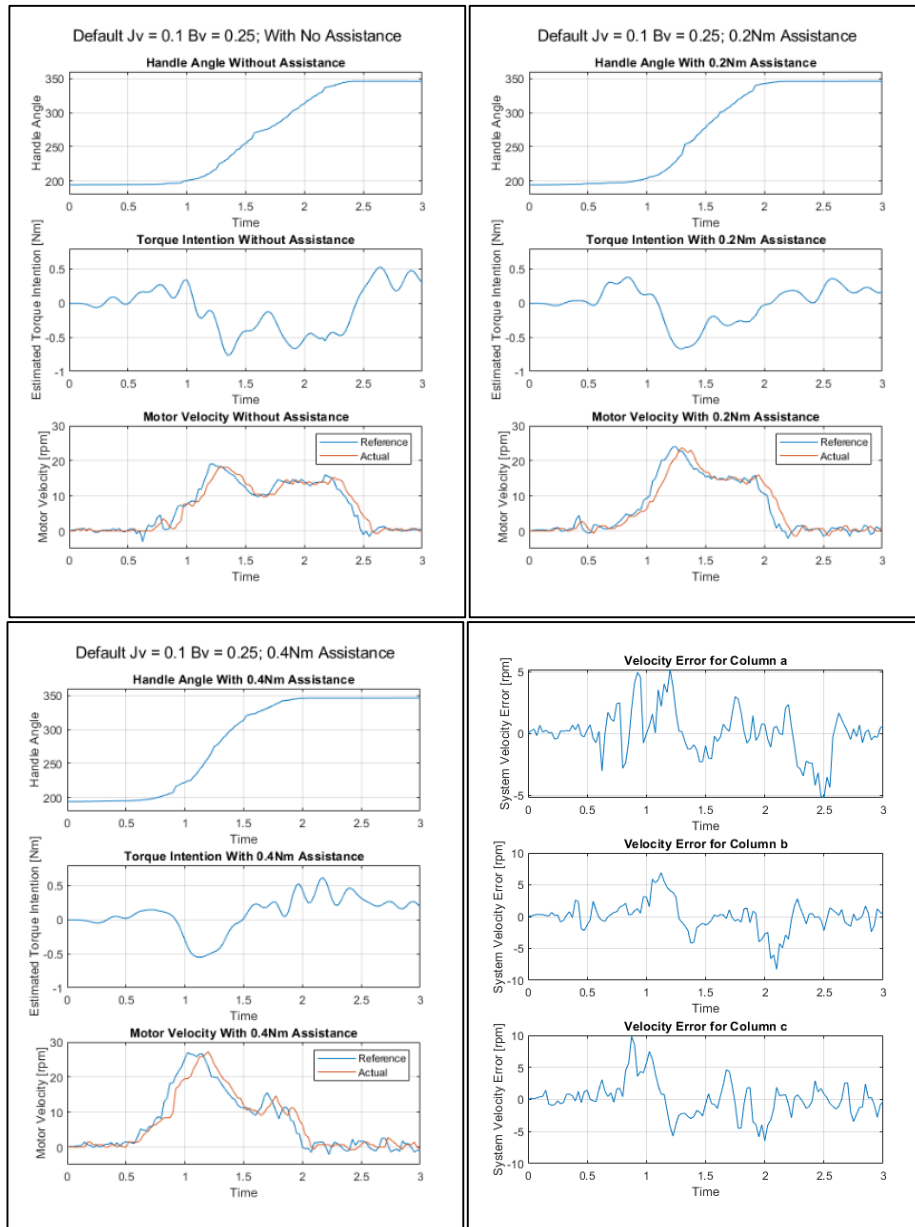 Default Jv = 0.1 Bv = 0.25; With No Assistance
Handle Angle Without Assistance
Handle Angle
350
300
250
200
0 0.5 1 1.5 2 2.5 3
Time
Torque Intention Without Assistance
Estimated Torque Intention [Nm]
0.5
0
-0.5
-1
0 0.5 1 1.5 2 2.5 3
Time
Motor Velocity Without Assistance
Motor Velocity [rpm]
30
20
10
0
Reference
Actual
0 0.5 1 1.5 2 2.5 3
Time
Default Jv = 0.1 Bv = 0.25; 0.2Nm Assistance
Handle Angle With 0.2Nm Assistance
Handle Angle
350
300
250
200
0 0.5 1 1.5 2 2.5 3
Time
Torque Intention With 0.2Nm Assistance
Estimated Torque Intention [Nm]
0.5
0
-0.5
-1
0 0.5 1 1.5 2 2.5 3
Time
Motor Velocity With 0.2Nm Assistance
Motor Velocity [rpm]
30
20
10
0
Reference
Actual
0 0.5 1 1.5 2 2.5 3
Time
Default Jv = 0.1 Bv = 0.25; 0.4Nm Assistance
Handle Angle With 0.4Nm Assistance
Handle Angle
350
300
250
200
0 0.5 1 1.5 2 2.5 3
Time
Torque Intention With 0.4Nm Assistance
Estimated Torque Intention [Nm]
0.5
0
-0.5
-1
0 0.5 1 1.5 2 2.5 3
Time
Motor Velocity With 0.4Nm Assistance
Motor Velocity [rpm]
30
20
10
0
Reference
Actual
0 0.5 1 1.5 2 2.5 3
Time
Velocity Error for Column a
System Velocity Error [rpm]
5
0
-5
0 0.5 1 1.5 2 2.5 3
Time
Velocity Error for Column b
System Velocity Error [rpm]
10
5
0
-5
-10
0 0.5 1 1.5 2 2.5 3
Time
Velocity Error for Column c
System Velocity Error [rpm]
10
5
0
-5
-10
0 0.5 1 1.5 2 2.5 3
Time